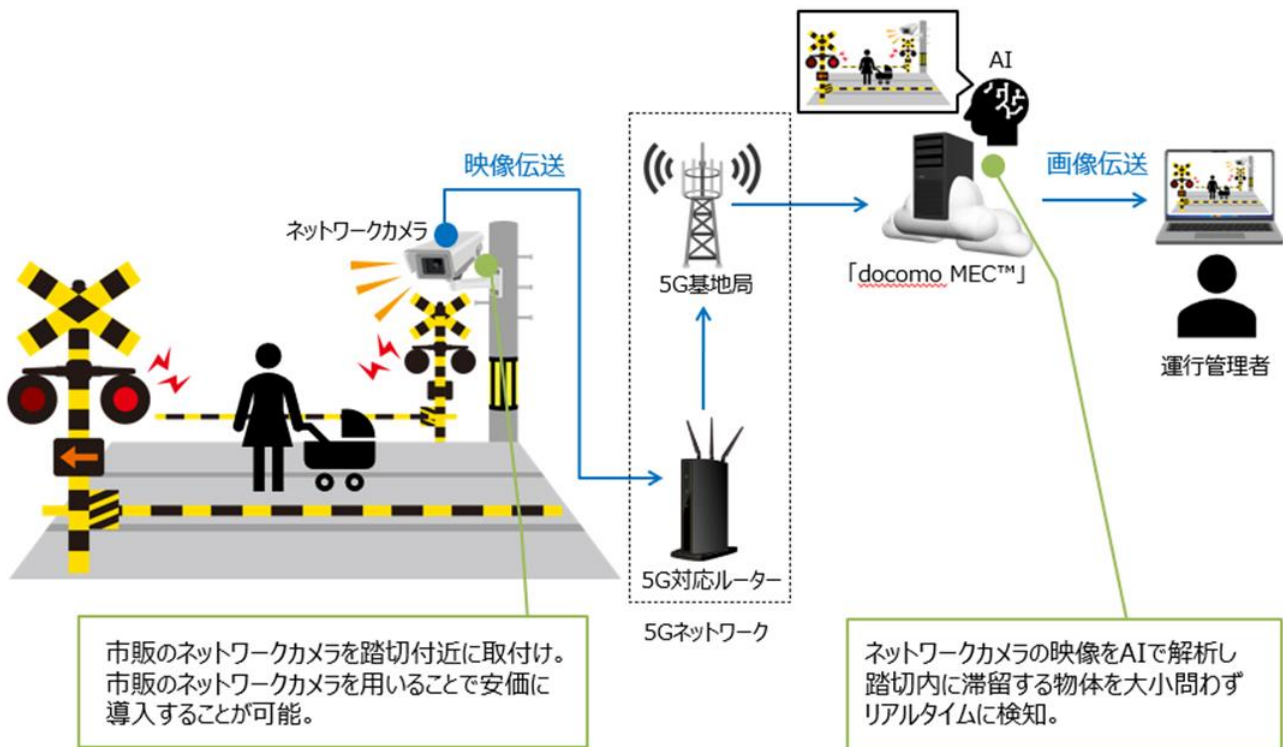 AI
映像伝送
画像伝送
ネットワークカメラ
5G基地局
「docomo MEC™」
運行管理者
5G対応ルーター
5Gネットワーク
市販のネットワークカメラを踏切付近に取付け。
市販のネットワークカメラを用いることで安価に
導入することが可能。
ネットワークカメラの映像をAIで解析し
踏切内に滞留する物体を大小問わず
リアルタイムに検知。